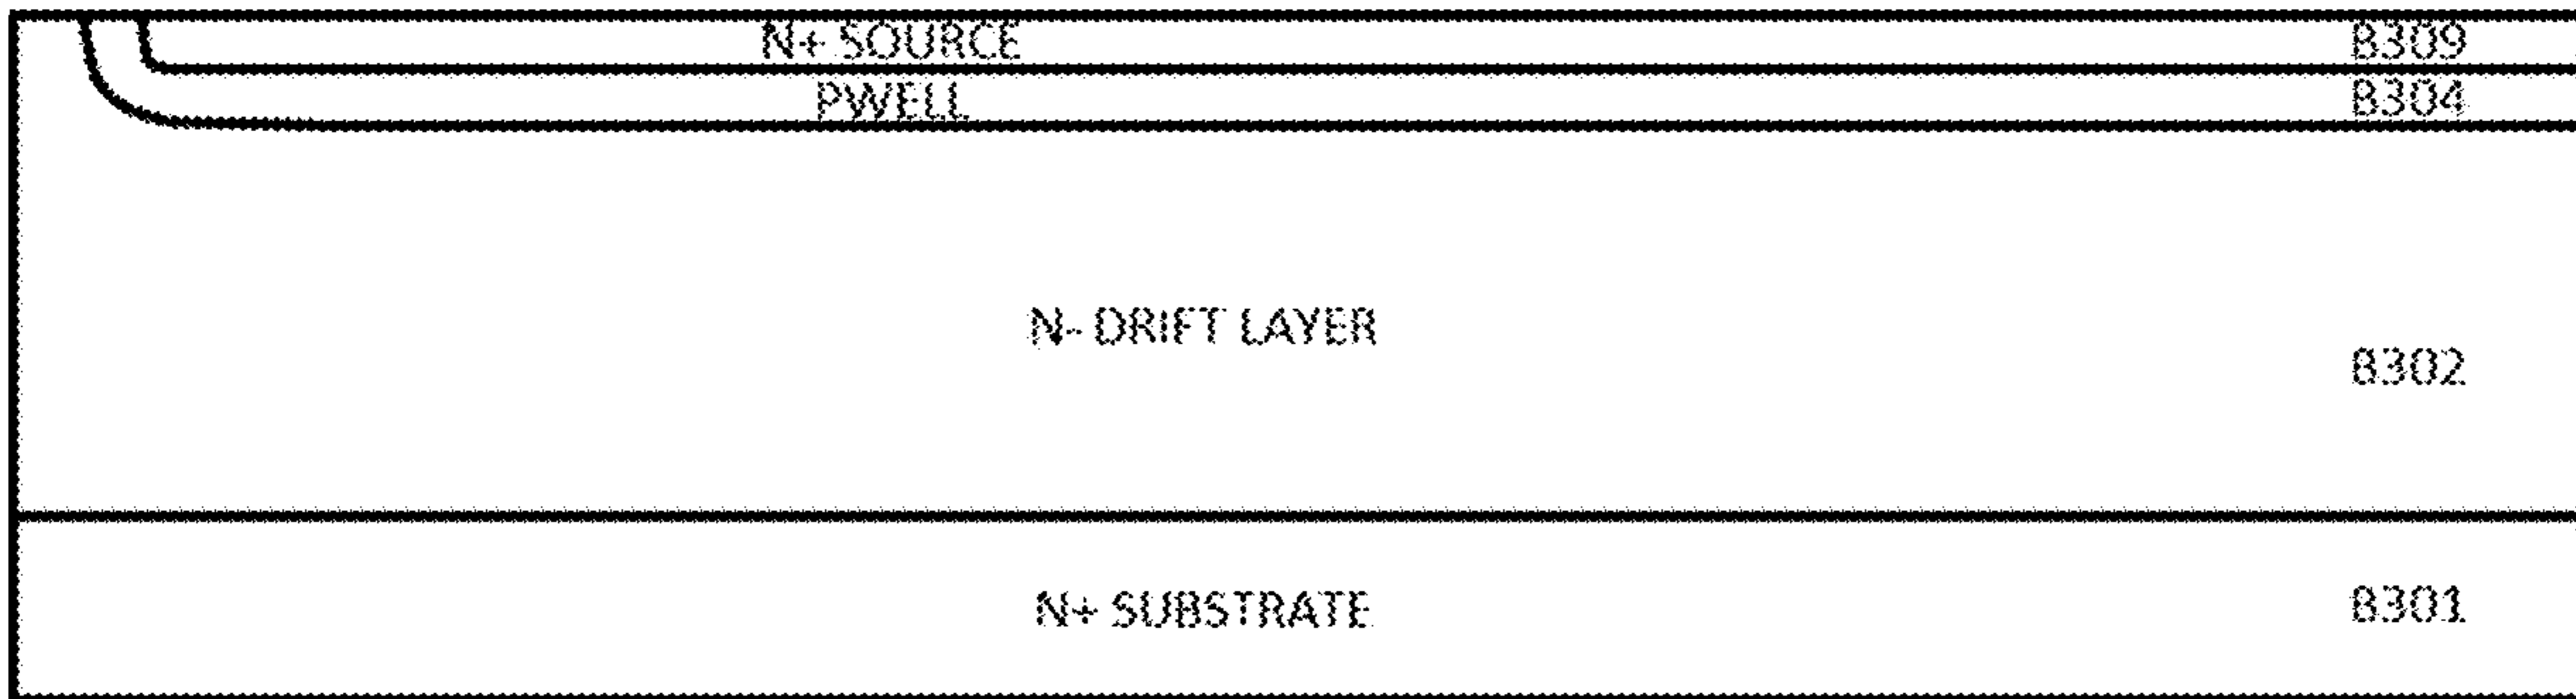 N+ SOURCE B309
PWELL B304
N- DRIFT LAYER
B302
N+ SUBSTRATE B301